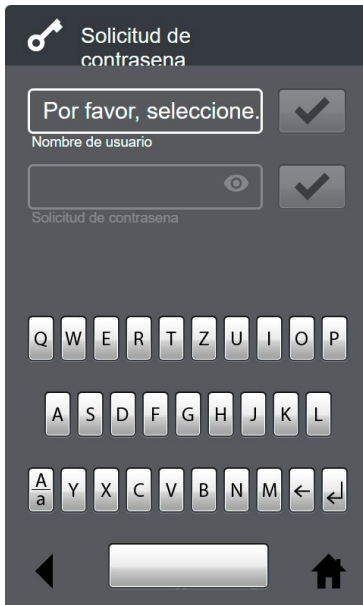 Solicitud de
contrasena
Por favor, seleccione.
Nombre de usuario
Solicitud de contrasena
Q W E R T Z U I O P
A S D F G H J K L
A
a Y X C V B N M